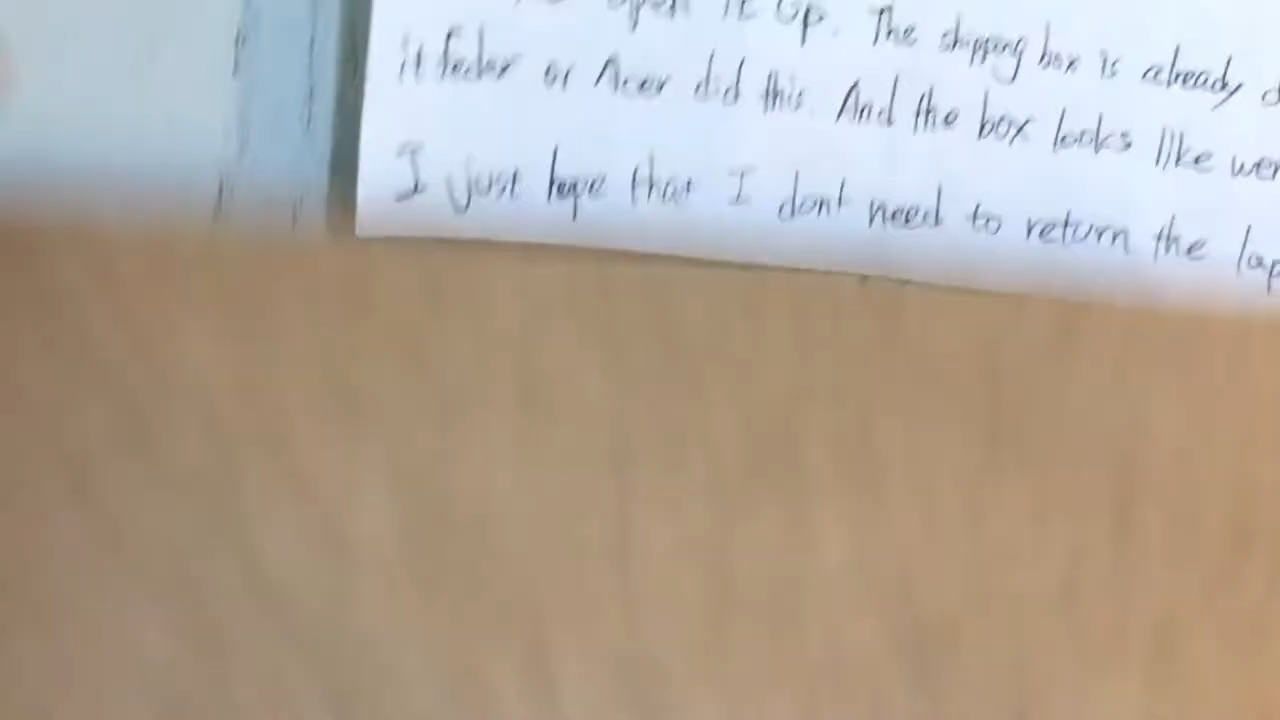 open it up. The shipping box is already
it fedex or Acer did this. And the box looks like
I just hope that I dont need to return the